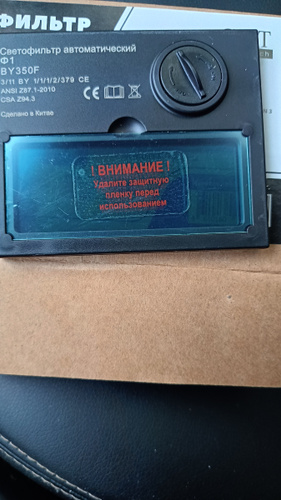 ФИЛЬТР
Светофильтр автоматический
Ф1
BY350F
3/11 BY 1/1/1/2/379 CE
ANSI Z87.1-2010
CSA Z94.3
CE
Сделано в Китае
! ВНИМАНИЕ !
Удалите защитную
пленку перед
использованием